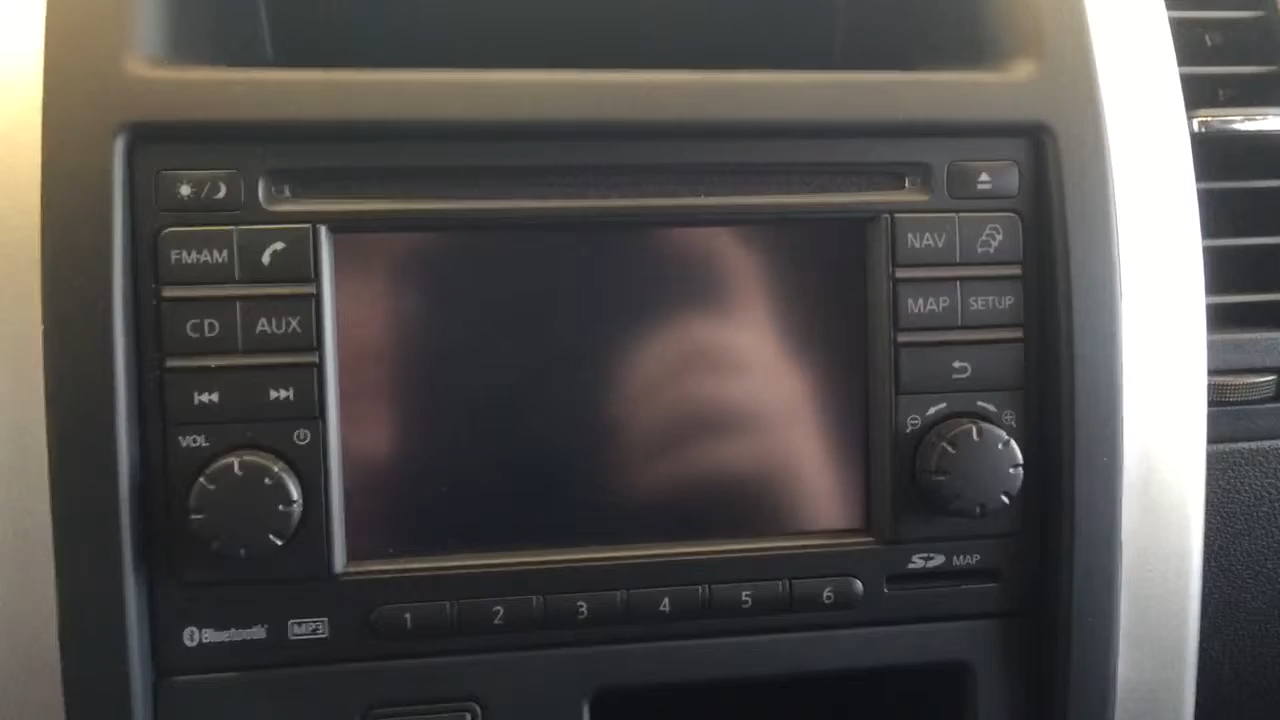 FM·AM
CD AUX
VOL
NAV
MAP SETUP
SD MAP
1 2 3 4 5 6
Bluetooth MP3